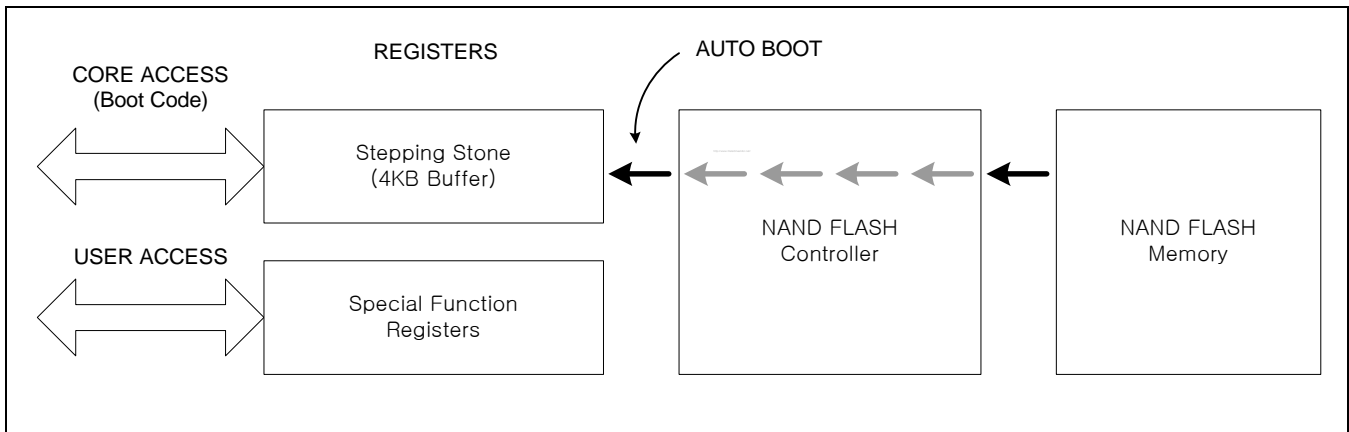 REGISTERS
AUTO BOOT
CORE ACCESS
(Boot Code)
Stepping Stone
(4KB Buffer)
NAND FLASH
Controller
NAND FLASH
Memory
USER ACCESS
Special Function
Registers